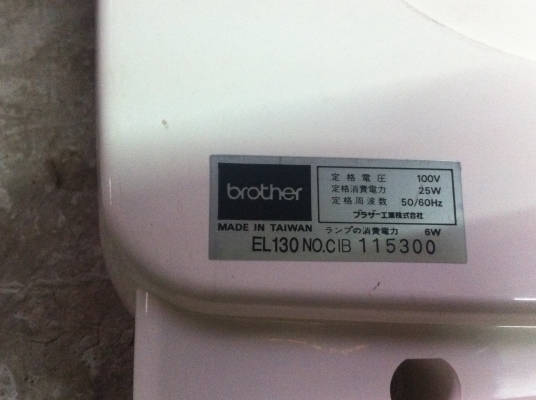 brother
定格電圧 100V
定格消費電力 25W
定格周波数 50/60Hz
ブラザー工業株式会社
MADE IN TAIWAN ランプの消費電力 6W
EL130 NO.CIB 115300